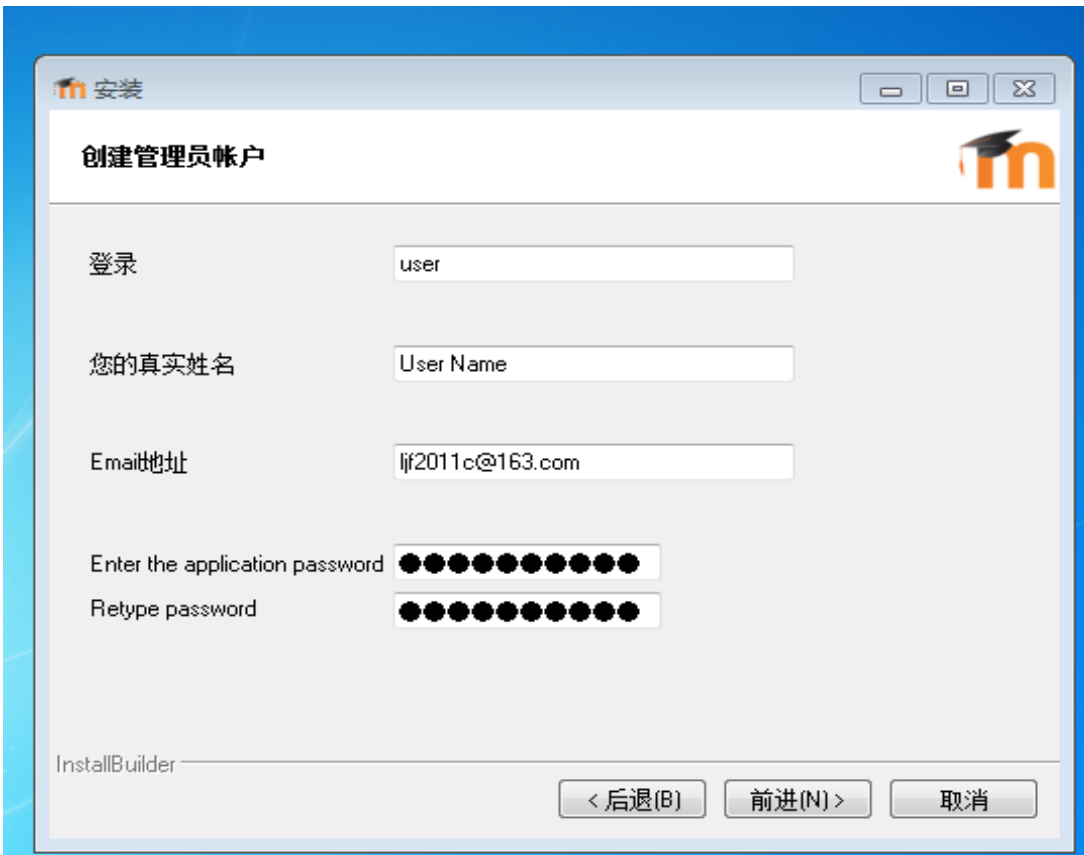 安装
创建管理员帐户
登录 user
您的真实姓名 User Name
Email地址 ljf2011c@163.com
Enter the application password ●●●●●●●●●●
Retype password ●●●●●●●●●●
InstallBuilder
< 后退(B) 前进(N) > 取消